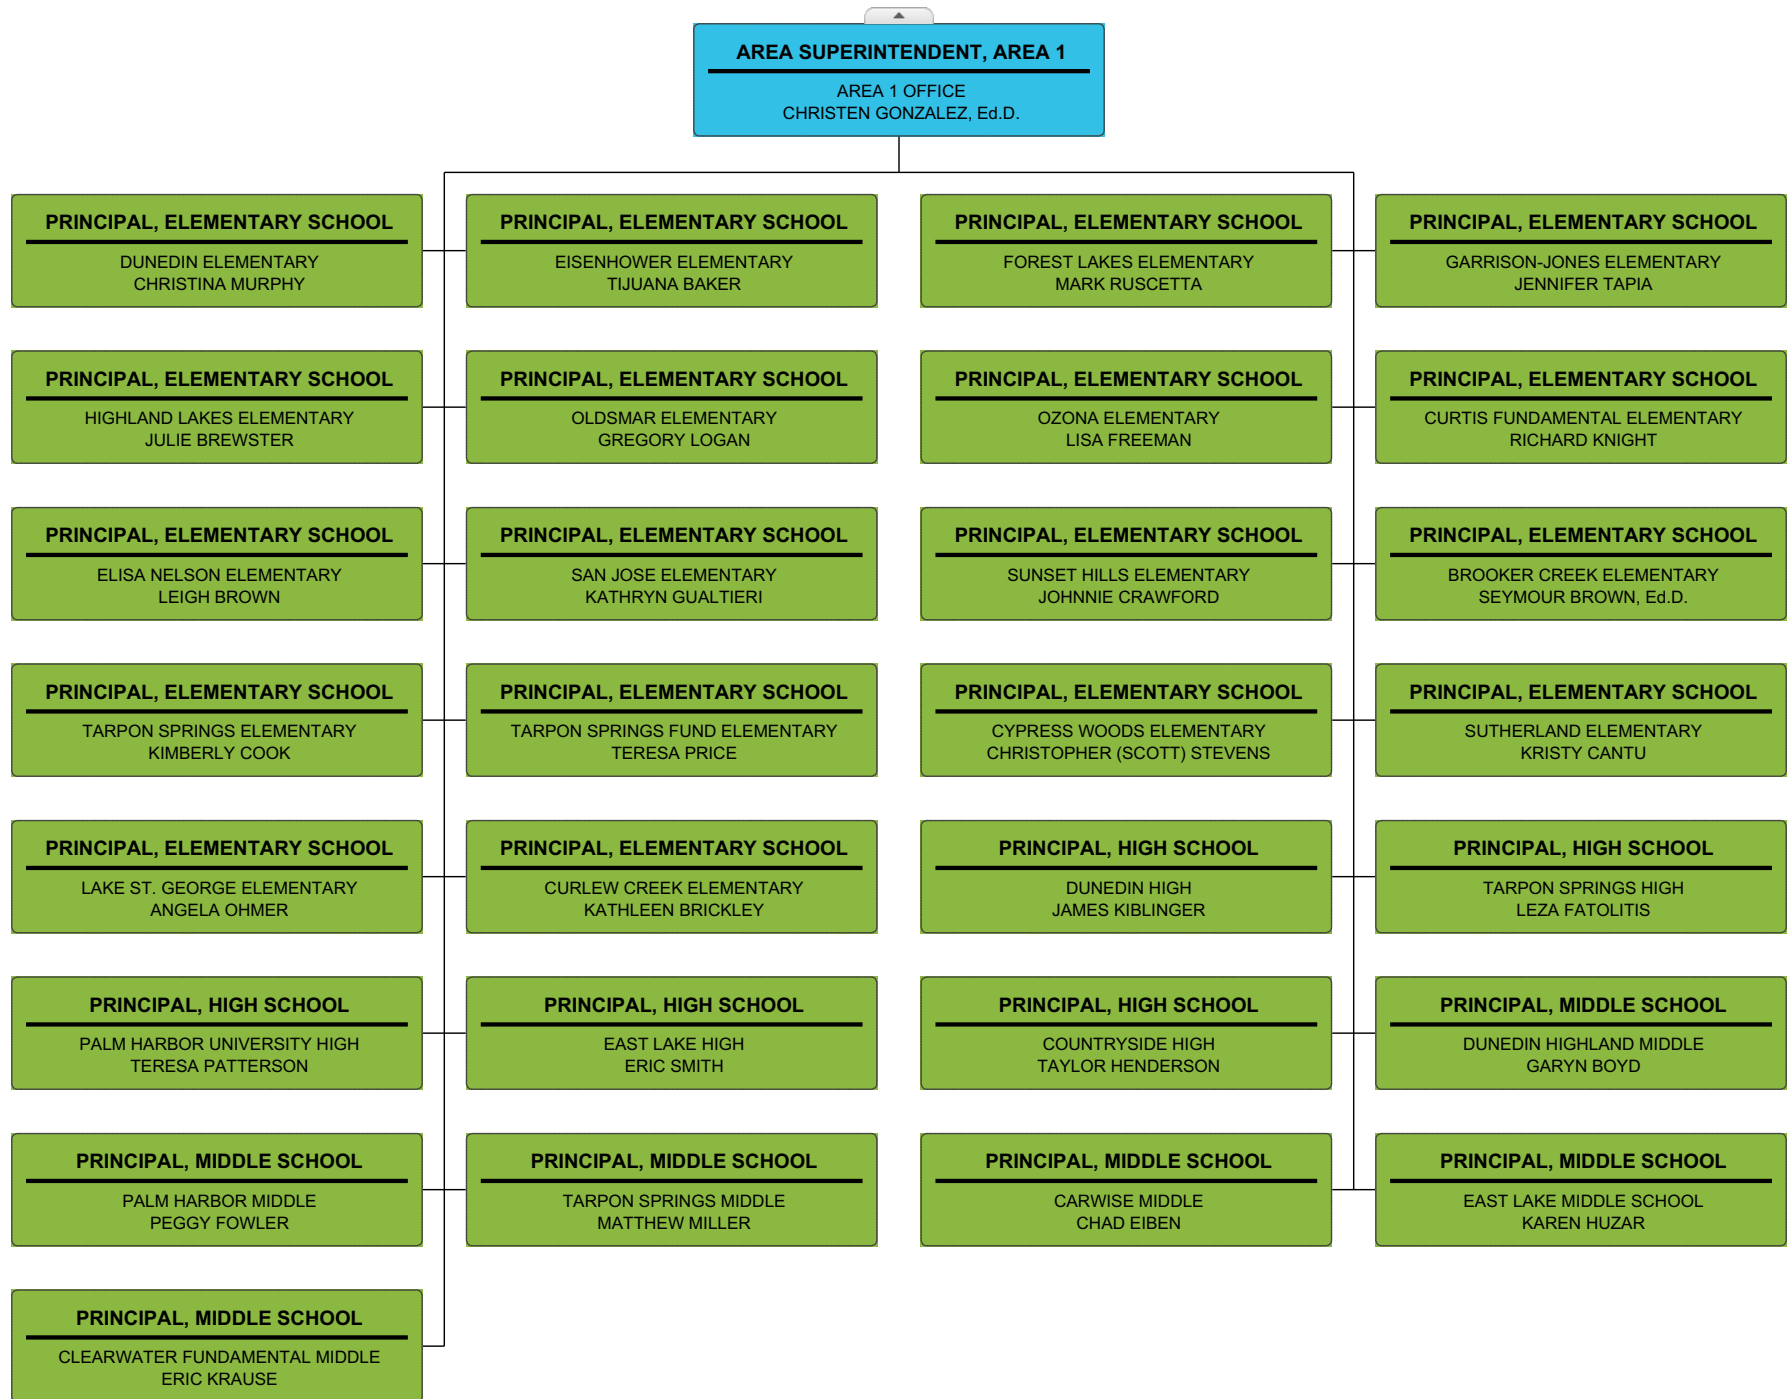 AREA SUPERINTENDENT, AREA 1
AREA 1 OFFICE
CHRISTEN GONZALEZ, Ed.D.
PRINCIPAL, ELEMENTARY SCHOOL
DUNEDIN ELEMENTARY
CHRISTINA MURPHY
PRINCIPAL, ELEMENTARY SCHOOL
EISENHOWER ELEMENTARY
TIJUANA BAKER
PRINCIPAL, ELEMENTARY SCHOOL
FOREST LAKES ELEMENTARY
MARK RUSCETTA
PRINCIPAL, ELEMENTARY SCHOOL
GARRISON-JONES ELEMENTARY
JENNIFER TAPIA
PRINCIPAL, ELEMENTARY SCHOOL
HIGHLAND LAKES ELEMENTARY
JULIE BREWSTER
PRINCIPAL, ELEMENTARY SCHOOL
OLDSMAR ELEMENTARY
GREGORY LOGAN
PRINCIPAL, ELEMENTARY SCHOOL
OZONA ELEMENTARY
LISA FREEMAN
PRINCIPAL, ELEMENTARY SCHOOL
CURTIS FUNDAMENTAL ELEMENTARY
RICHARD KNIGHT
PRINCIPAL, ELEMENTARY SCHOOL
ELISA NELSON ELEMENTARY
LEIGH BROWN
PRINCIPAL, ELEMENTARY SCHOOL
SAN JOSE ELEMENTARY
KATHRYN GUALTIERI
PRINCIPAL, ELEMENTARY SCHOOL
SUNSET HILLS ELEMENTARY
JOHNNIE CRAWFORD
PRINCIPAL, ELEMENTARY SCHOOL
BROOKER CREEK ELEMENTARY
SEYMOUR BROWN, Ed.D.
PRINCIPAL, ELEMENTARY SCHOOL
TARPON SPRINGS ELEMENTARY
KIMBERLY COOK
PRINCIPAL, ELEMENTARY SCHOOL
TARPON SPRINGS FUND ELEMENTARY
TERESA PRICE
PRINCIPAL, ELEMENTARY SCHOOL
CYPRESS WOODS ELEMENTARY
CHRISTOPHER (SCOTT) STEVENS
PRINCIPAL, ELEMENTARY SCHOOL
SUTHERLAND ELEMENTARY
KRISTY CANTU
PRINCIPAL, ELEMENTARY SCHOOL
LAKE ST. GEORGE ELEMENTARY
ANGELA OHMER
PRINCIPAL, ELEMENTARY SCHOOL
CURLEW CREEK ELEMENTARY
KATHLEEN BRICKLEY
PRINCIPAL, HIGH SCHOOL
DUNEDIN HIGH
JAMES KIBLINGER
PRINCIPAL, HIGH SCHOOL
TARPON SPRINGS HIGH
LEZA FATOLITIS
PRINCIPAL, HIGH SCHOOL
PALM HARBOR UNIVERSITY HIGH
TERESA PATTERSON
PRINCIPAL, HIGH SCHOOL
EAST LAKE HIGH
ERIC SMITH
PRINCIPAL, HIGH SCHOOL
COUNTRYSIDE HIGH
TAYLOR HENDERSON
PRINCIPAL, MIDDLE SCHOOL
DUNEDIN HIGHLAND MIDDLE
GARYN BOYD
PRINCIPAL, MIDDLE SCHOOL
PALM HARBOR MIDDLE
PEGGY FOWLER
PRINCIPAL, MIDDLE SCHOOL
TARPON SPRINGS MIDDLE
MATTHEW MILLER
PRINCIPAL, MIDDLE SCHOOL
CARWISE MIDDLE
CHAD EIBEN
PRINCIPAL, MIDDLE SCHOOL
EAST LAKE MIDDLE SCHOOL
KAREN HUZAR
PRINCIPAL, MIDDLE SCHOOL
CLEARWATER FUNDAMENTAL MIDDLE
ERIC KRAUSE